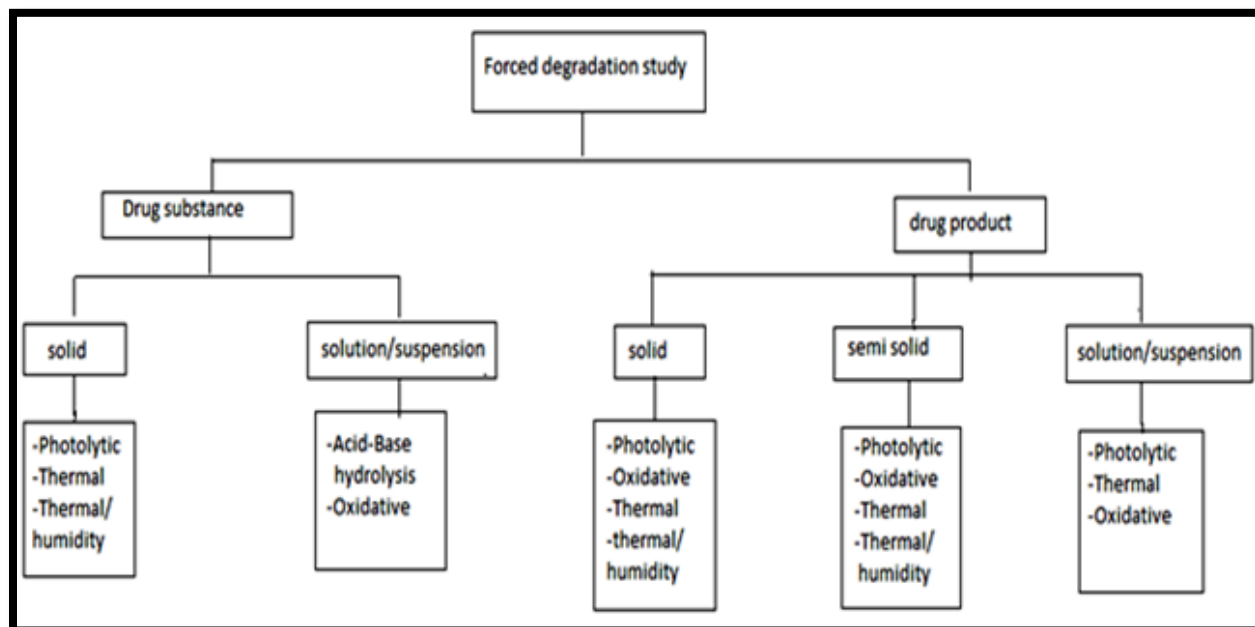 Forced degradation study
Drug substance
drug product
solid
solution/suspension
solid
semi solid
solution/suspension
-Photolytic
-Thermal
-Thermal/
humidity
-Acid-Base
hydrolysis
-Oxidative
-Photolytic
-Oxidative
-Thermal
-thermal/
humidity
-Photolytic
-Oxidative
-Thermal
-Thermal/
humidity
-Photolytic
-Thermal
-Oxidative